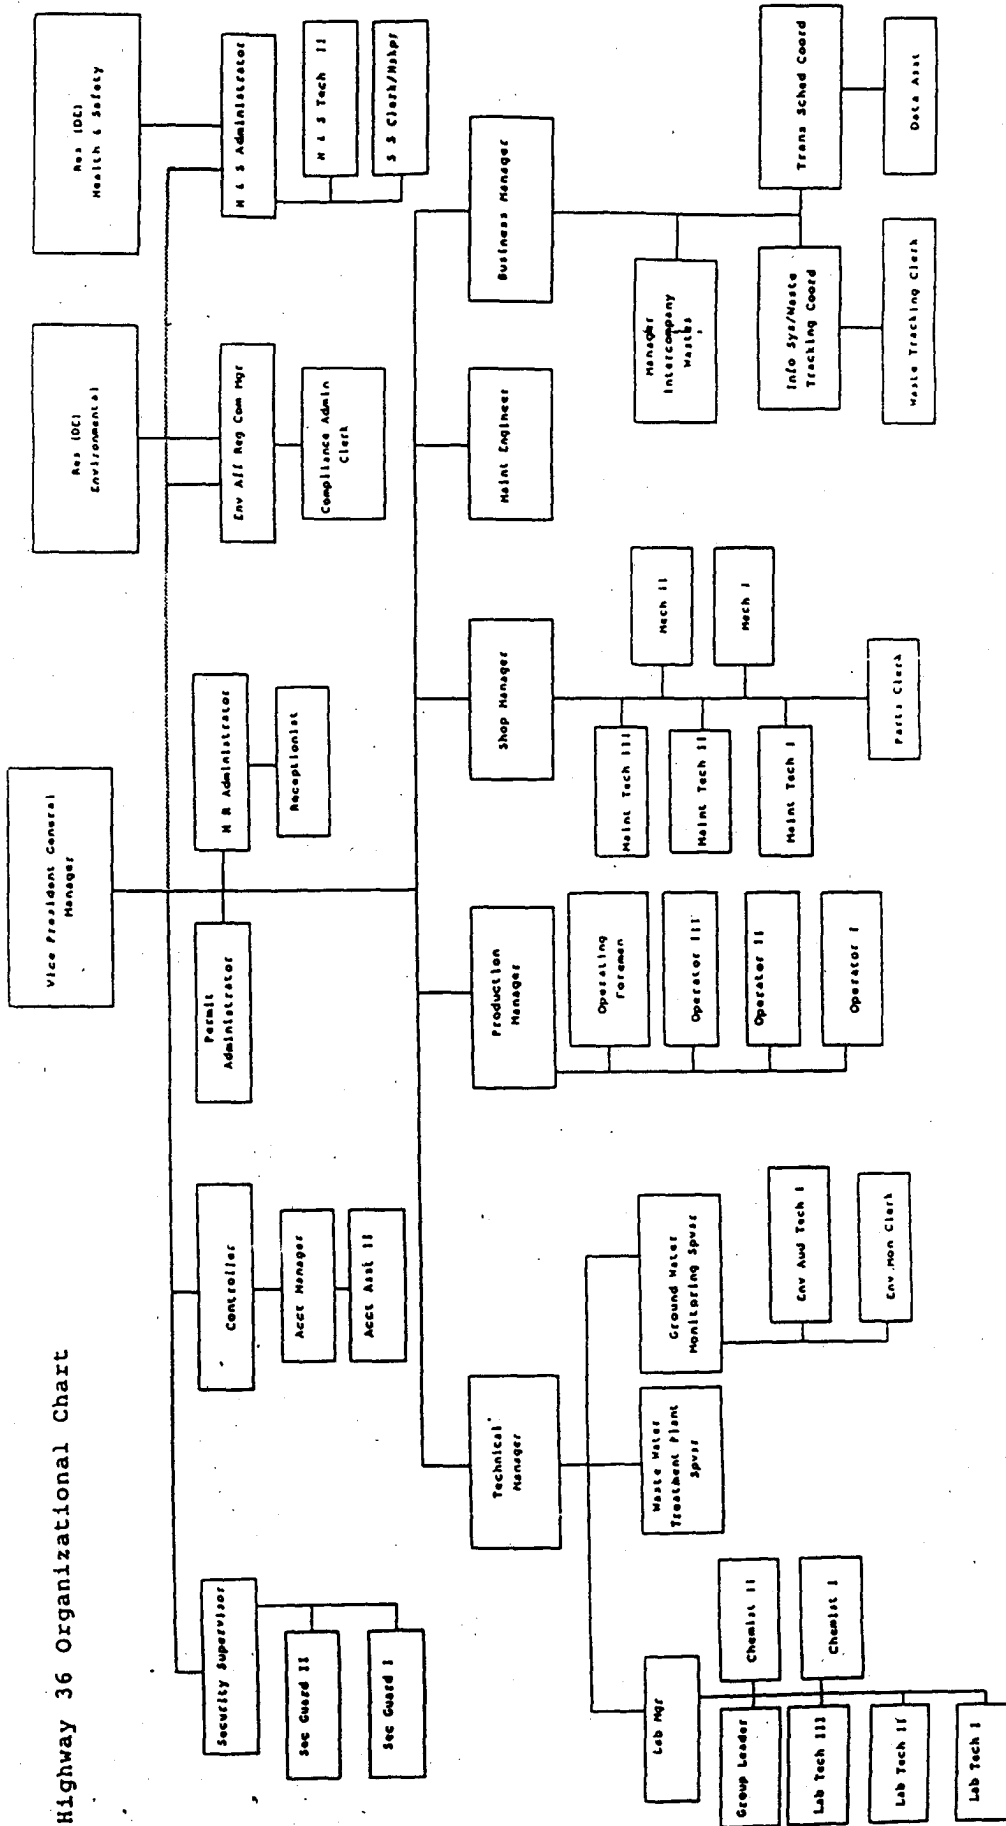 Highway 36 Organizational Chart
Vice President General
Manager
Res (DE)
Environmental
Res (DE)
Health & Safety
Security Supervisor
Sec Guard II
Sec Guard I
Controller
Acct Manager
Acct Asst II
Permit
Administrator
H R Administrator
Receptionist
Env Aff Reg Com Mgr
Compliance Admin
Clerk
H & S Administrator
H & S Tech II
S S Clerk/Hskpr
Technical
Manager
Production
Manager
Shop Manager
Maint Engineer
Business Manager
Lab Mgr
Group Leader
Chemist II
Lab Tech III
Chemist I
Lab Tech II
Lab Tech I
Waste Water
Treatment Plant
Spvsr
Ground Water
Monitpring Spvsr
Env Aud Tech I
Env Mon Clerk
Operating
Foremen
Operator III
Operator II
Operator I
Maint Tech III
Mech II
Maint Tech II
Mech I
Maint Tech I
Parts Clerk
Manager
Intercompany
Wastes
Info Sys/Waste
Tracking Coord
Waste Tracking Clerk
Trans Sched Coord
Data Asst